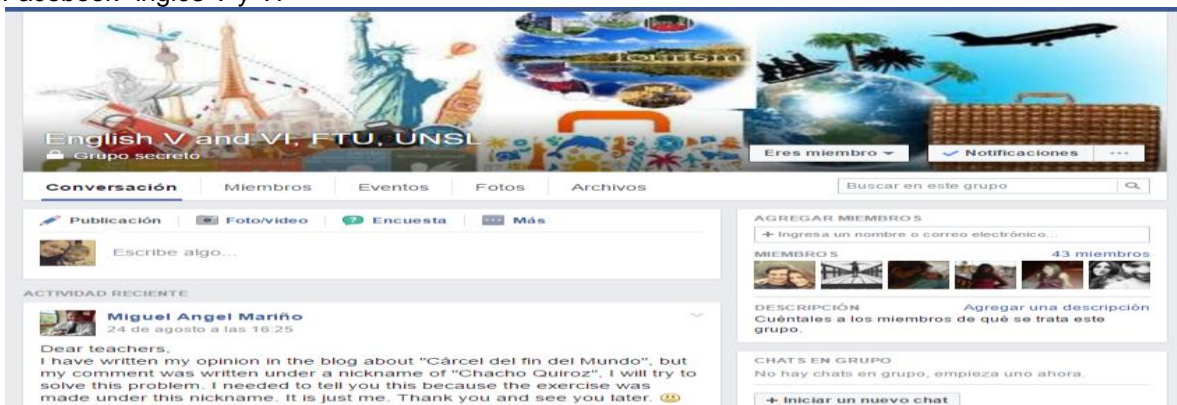 tourism
English V and VI, FTU, UNSL
Grupo secreto
Eres miembro
Notificaciones
Conversación Miembros Eventos Fotos Archivos
Buscar en este grupo
Publicación Foto/video Encuesta Más
Escribe algo...
ACTIVIDAD RECIENTE
Miguel Angel Mariño
24 de agosto a las 16:25
Dear teachers,
I have written my opinion in the blog about "Cárcel del fin del Mundo", but
my comment was written under a nickname of "Chacho Quiroz", I will try to
solve this problem. I needed to tell you this because the exercise was
made under this nickname. It is just me. Thank you and see you later.
AGREGAR MIEMBROS
+ Ingresa un nombre o correo electrónico...
MIEMBROS 43 miembros
DESCRIPCIÓN Agregar una descripción
Cuéntales a los miembros de qué se trata este
grupo.
CHATS EN GRUPO
No hay chats en grupo, empieza uno ahora.
+ Iniciar un nuevo chat